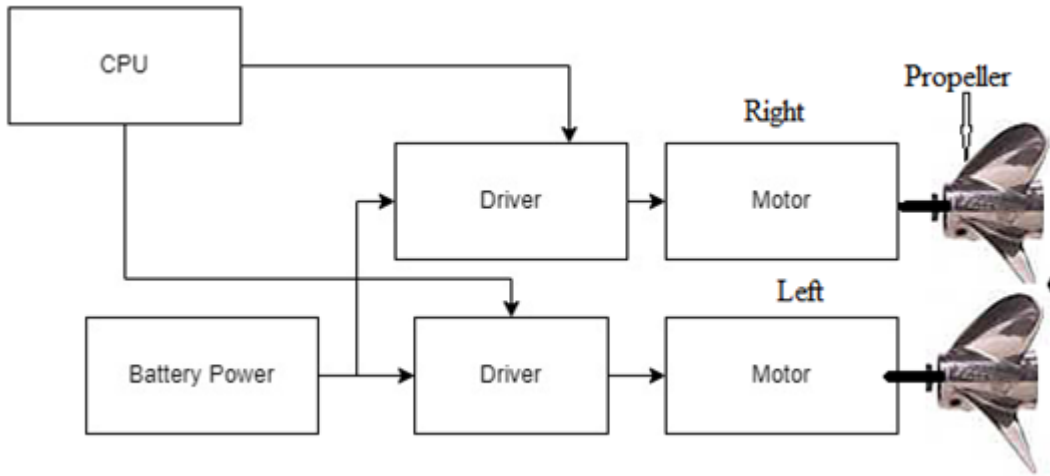 CPU
Propeller
Right
Driver
Motor
Left
Battery Power
Driver
Motor